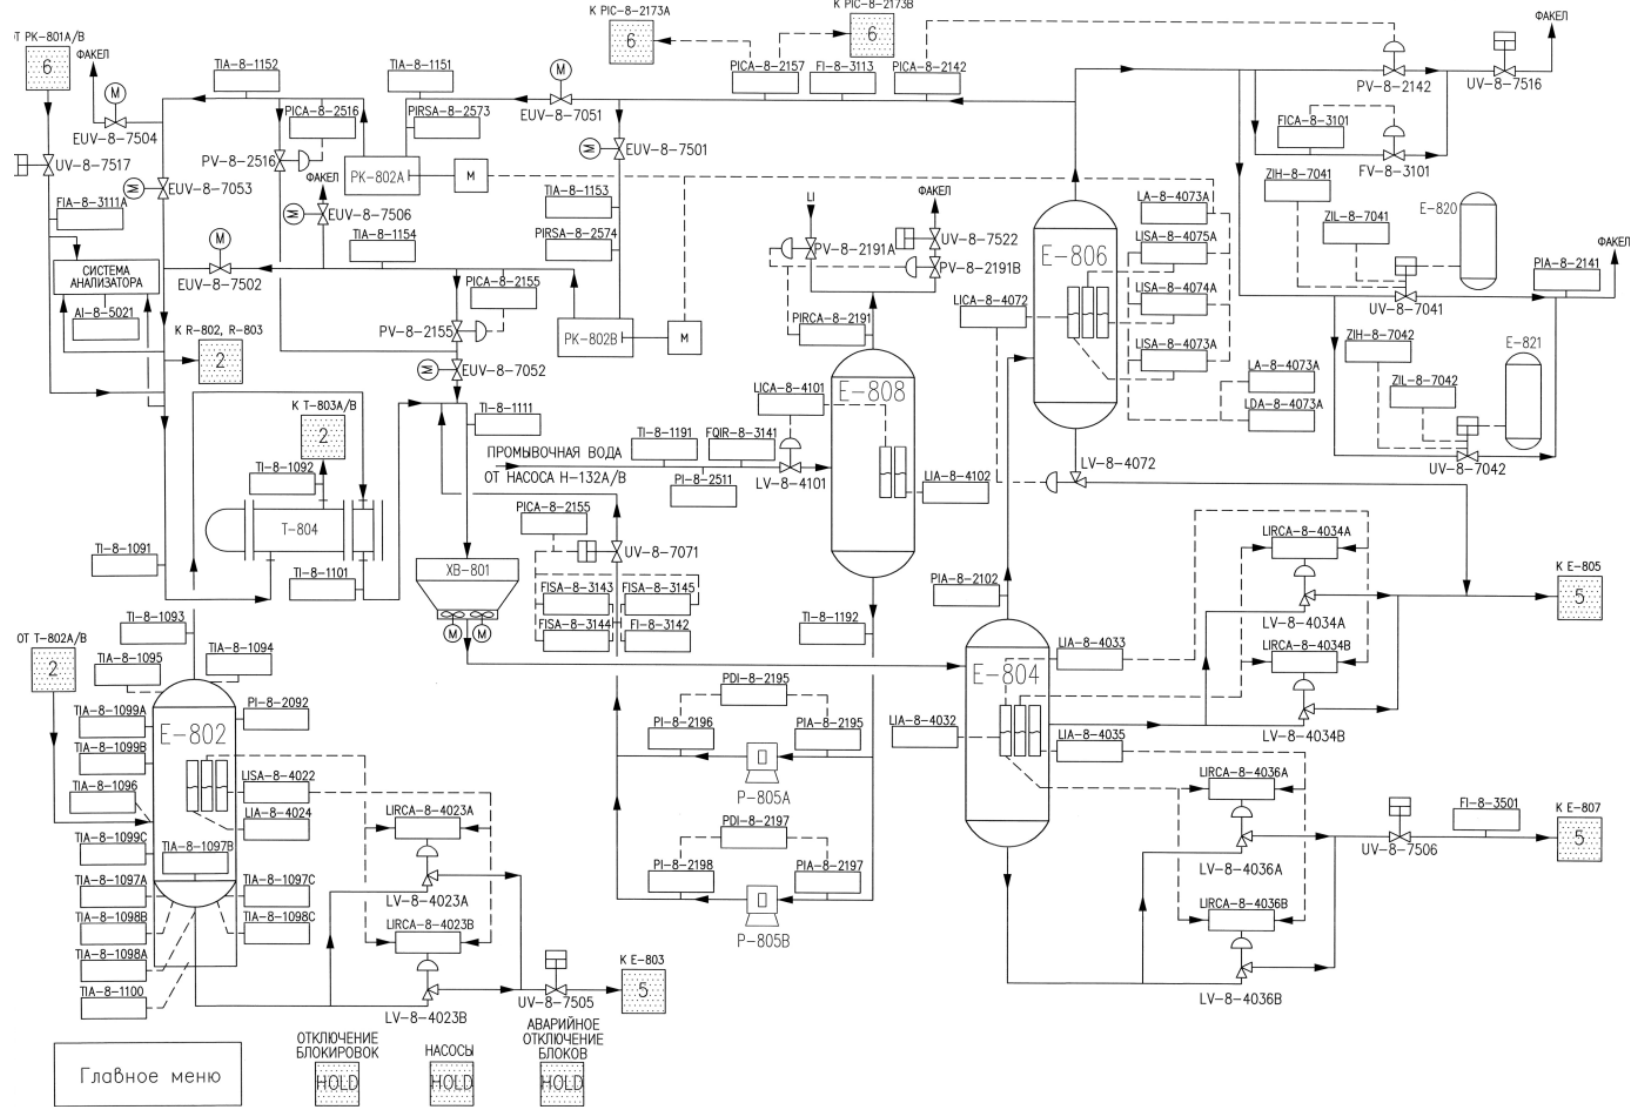 К PIC-8-2173A
К PIC-8-2173B
6
6
ОТ РК-801А/В
6
ФАКЕЛ
TIA-8-1152
TIA-8-1151
PICA-8-2157
FI-8-3113
PICA-8-2142
ФАКЕЛ
UV-8-7516
PV-8-2142
M
EUV-8-7504
PICA-8-2516
PIRSA-8-2573
M
EUV-8-7051
FICA-8-3101
FV-8-3101
UV-8-7517
PV-8-2516
РК-802А
M
M
EUV-8-7501
ZIH-8-7041
M
EUV-8-7053
ФАКЕЛ
TIA-8-1153
LI
ФАКЕЛ
LA-8-4073A
Е-820
FIA-8-3111A
M
EUV-8-7506
ZIL-8-7041
M
TIA-8-1154
PIRSA-8-2574
PV-8-2191A
UV-8-7522
Е-806
LISA-8-4075A
ФАКЕЛ
СИСТЕМА
АНАЛИЗАТОРА
EUV-8-7502
PICA-8-2155
PV-8-2191B
LISA-8-4074A
PIA-8-2141
AI-8-5021
LICA-8-4072
UV-8-7041
К R-802, R-803
2
PV-8-2155
РК-802В
M
PIRCA-8-2191
ZIH-8-7042
Е-821
LISA-8-4073A
M
EUV-8-7052
LA-8-4073A
ZIL-8-7042
К Т-803А/В
2
LICA-8-4101
Е-808
LDA-8-4073A
TI-8-1111
TI-8-1191
FQIR-8-3141
ПРОМЫВОЧНАЯ ВОДА
ОТ НАСОСА Н-132А/В
PI-8-2511
LV-8-4101
LIA-8-4102
LV-8-4072
UV-8-7042
TI-8-1092
Т-804
PICA-8-2155
UV-8-7071
LIRCA-8-4034A
TI-8-1091
TI-8-1101
ХВ-801
К Е-805
5
FISA-8-3143
FISA-8-3145
PIA-8-2102
FISA-8-3144
FI-8-3142
LV-8-4034A
TI-8-1093
M
M
TI-8-1192
ОТ Т-802А/В
2
TIA-8-1095
TIA-8-1094
LIA-8-4033
LIRCA-8-4034B
Е-804
PDI-8-2195
TIA-8-1099A
PI-8-2092
PI-8-2196
PIA-8-2195
LIA-8-4032
LV-8-4034B
Е-802
LIA-8-4035
TIA-8-1099B
LISA-8-4022
LIRCA-8-4036A
TIA-8-1096
P-805A
LIRCA-8-4023A
LIA-8-4024
PDI-8-2197
FI-8-3501
К Е-807
5
UV-8-7506
TIA-8-1099C
TIA-8-1097B
PI-8-2198
PIA-8-2197
LV-8-4036A
TIA-8-1097A
TIA-8-1097C
LV-8-4023A
LIRCA-8-4036B
TIA-8-1098B
TIA-8-1098C
LIRCA-8-4023B
P-805B
TIA-8-1098A
К Е-803
5
TIA-8-1100
UV-8-7505
LV-8-4036B
LV-8-4023B
Главное меню
ОТКЛЮЧЕНИЕ
БЛОКИРОВОК
HOLD
НАСОСЫ
HOLD
АВАРИЙНОЕ
ОТКЛЮЧЕНИЕ
БЛОКОВ
HOLD